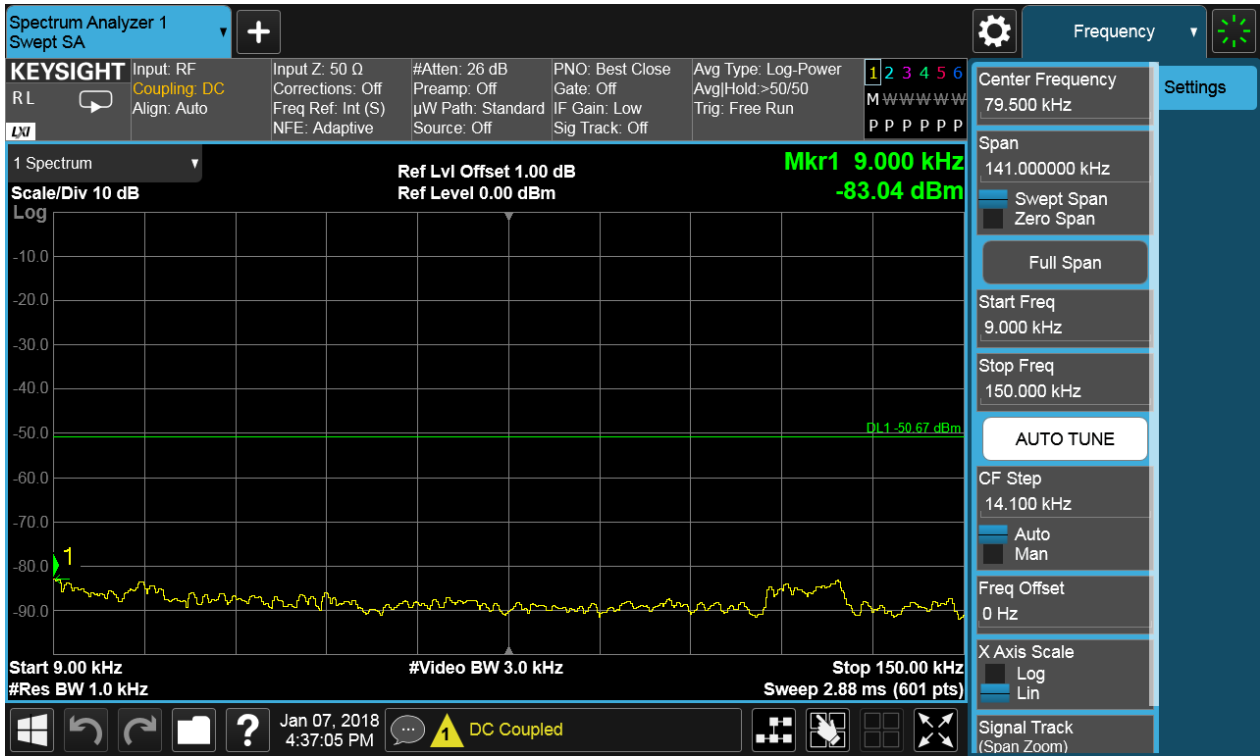 Spectrum Analyzer 1
Swept SA
Frequency
KEYSIGHT
R L
LXI
Input: RF
Coupling: DC
Align: Auto
Input Z: 50 Ω
Corrections: Off
Freq Ref: Int (S)
NFE: Adaptive
#Atten: 26 dB
Preamp: Off
µW Path: Standard
Source: Off
PNO: Best Close
Gate: Off
IF Gain: Low
Sig Track: Off
Avg Type: Log-Power
Avg|Hold:>50/50
Trig: Free Run
1 2 3 4 5 6
M W W W W W
P P P P P P
1 Spectrum
Scale/Div 10 dB
Ref Lvl Offset 1.00 dB
Ref Level 0.00 dBm
Mkr1 9.000 kHz
-83.04 dBm
Log
-10.0
-20.0
-30.0
-40.0
-50.0
DL1 -50.67 dBm
-60.0
-70.0
1
-80.0
-90.0
Start 9.00 kHz
#Video BW 3.0 kHz
Stop 150.00 kHz
#Res BW 1.0 kHz
Sweep 2.88 ms (601 pts)
Center Frequency
79.500 kHz
Span
141.000000 kHz
Swept Span
Zero Span
Full Span
Start Freq
9.000 kHz
Stop Freq
150.000 kHz
AUTO TUNE
CF Step
14.100 kHz
Auto
Man
Freq Offset
0 Hz
X Axis Scale
Log
Lin
Signal Track
(Span Zoom)
Settings
?
Jan 07, 2018
4:37:05 PM
1
DC Coupled